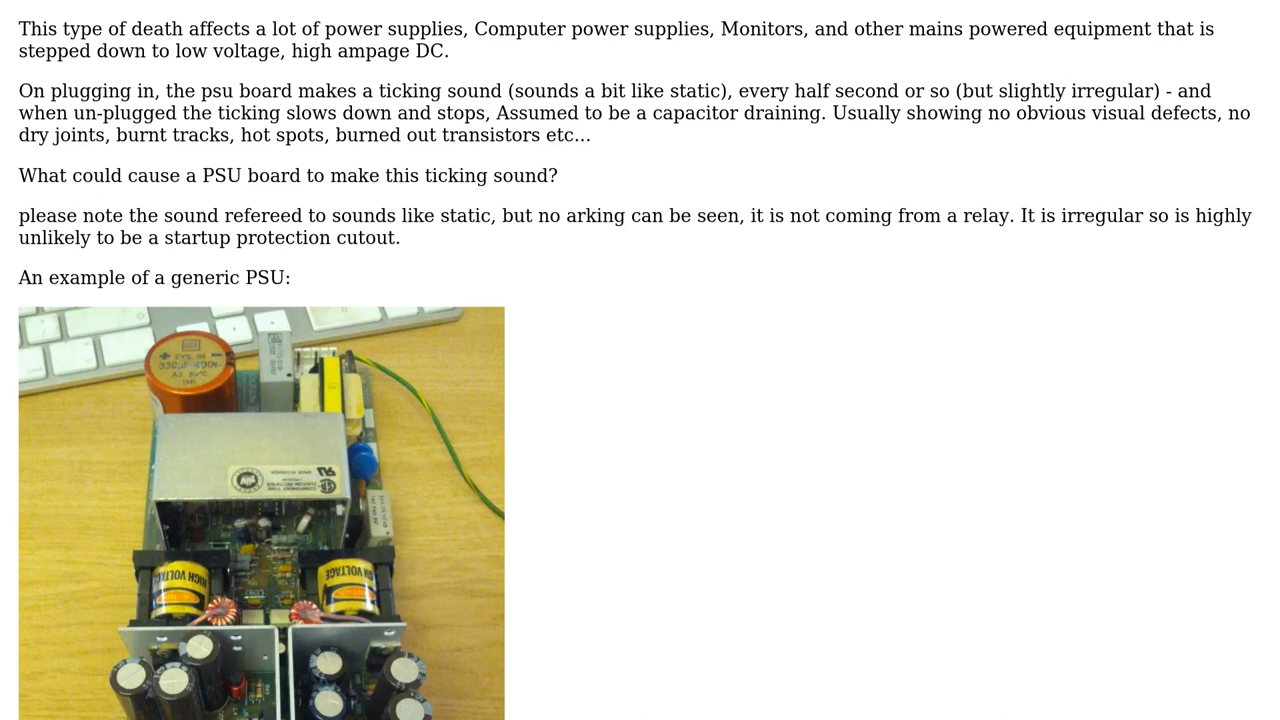 This type of death affects a lot of power supplies, Computer power supplies, Monitors, and other mains powered equipment that is
stepped down to low voltage, high ampage DC.
On plugging in, the psu board makes a ticking sound (sounds a bit like static), every half second or so (but slightly irregular) - and
when un-plugged the ticking slows down and stops, Assumed to be a capacitor draining. Usually showing no obvious visual defects, no
dry joints, burnt tracks, hot spots, burned out transistors etc...
What could cause a PSU board to make this ticking sound?
please note the sound refereed to sounds like static, but no arking can be seen, it is not coming from a relay. It is irregular so is highly
unlikely to be a startup protection cutout.
An example of a generic PSU:
330µF 400V-
(M)
COMPONENT TYPE
HIGH VOLTAGE
GH VOLTAGE